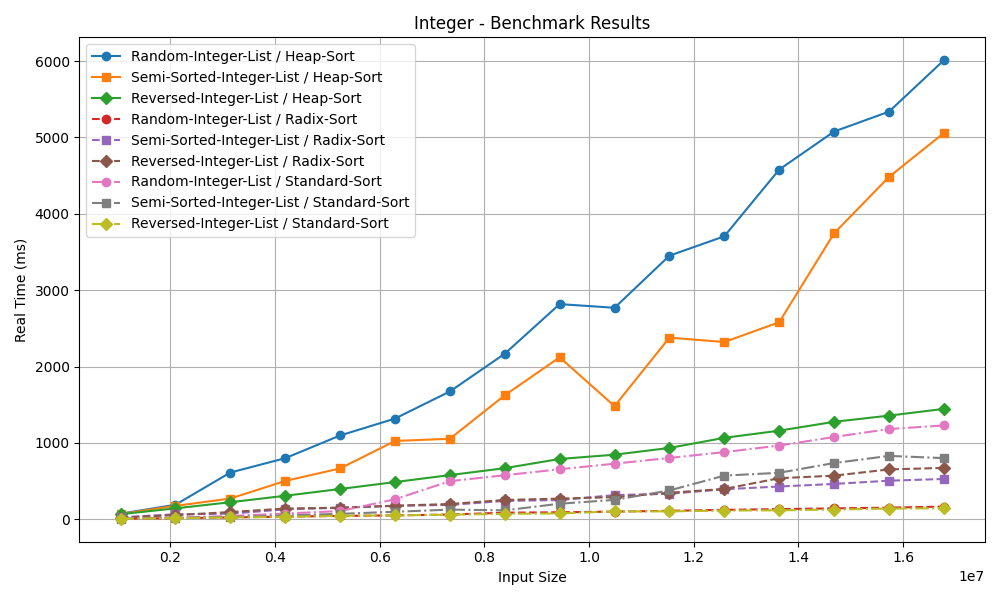 Integer - Benchmark Results
Random-Integer-List / Heap-Sort
Semi-Sorted-Integer-List / Heap-Sort
Reversed-Integer-List / Heap-Sort
Random-Integer-List / Radix-Sort
Semi-Sorted-Integer-List / Radix-Sort
Reversed-Integer-List / Radix-Sort
Random-Integer-List / Standard-Sort
Semi-Sorted-Integer-List / Standard-Sort
Reversed-Integer-List / Standard-Sort
Real Time (ms)
6000
5000
4000
3000
2000
1000
0
0.2 0.4 0.6 0.8 1.0 1.2 1.4 1.6
1e7
Input Size